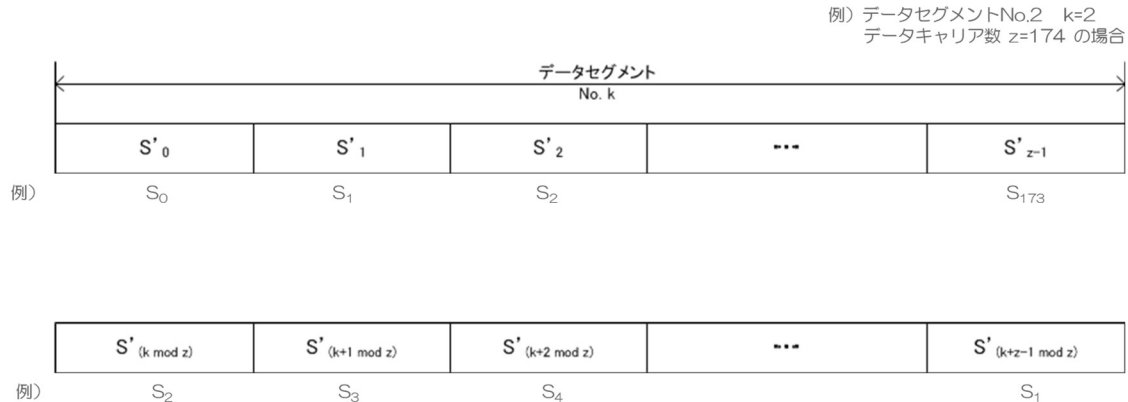 例）データセグメントNo.2　k=2
データキャリア数 z=174 の場合
データセグメント
No. k
S'0 S'1 S'2 ・・・ S'z-1
例） S0 S1 S2 S173
S'(k mod z) S'(k+1 mod z) S'(k+2 mod z) ・・・ S'(k+z-1 mod z)
例） S2 S3 S4 S1